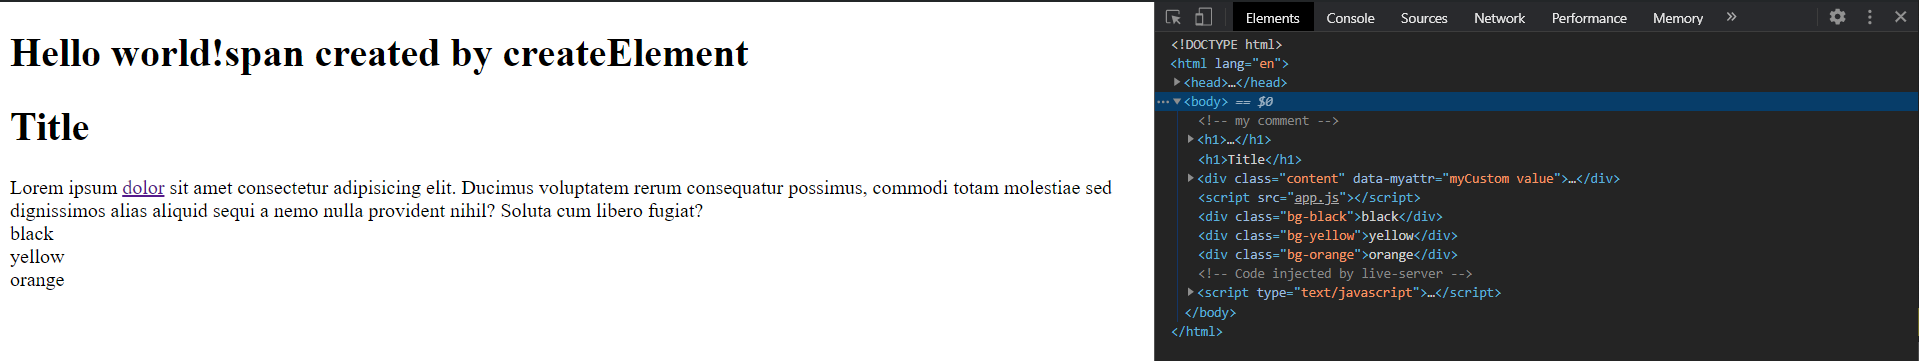 Hello world!span created by createElement
Title
Lorem ipsum dolor sit amet consectetur adipisicing elit. Ducimus voluptatem rerum consequatur possimus, commodi totam molestiae sed
dignissimos alias aliquid sequi a nemo nulla provident nihil? Soluta cum libero fugiat?
black
yellow
orange
Elements Console Sources Network Performance Memory »
<!DOCTYPE html>
<html lang="en">
<head>…</head>
<body> == $0
<!-- my comment -->
<h1>…</h1>
<h1>Title</h1>
<div class="content" data-myattr="myCustom value">…</div>
<script src="app.js"></script>
<div class="bg-black">black</div>
<div class="bg-yellow">yellow</div>
<div class="bg-orange">orange</div>
<!-- Code injected by live-server -->
<script type="text/javascript">…</script>
</body>
</html>